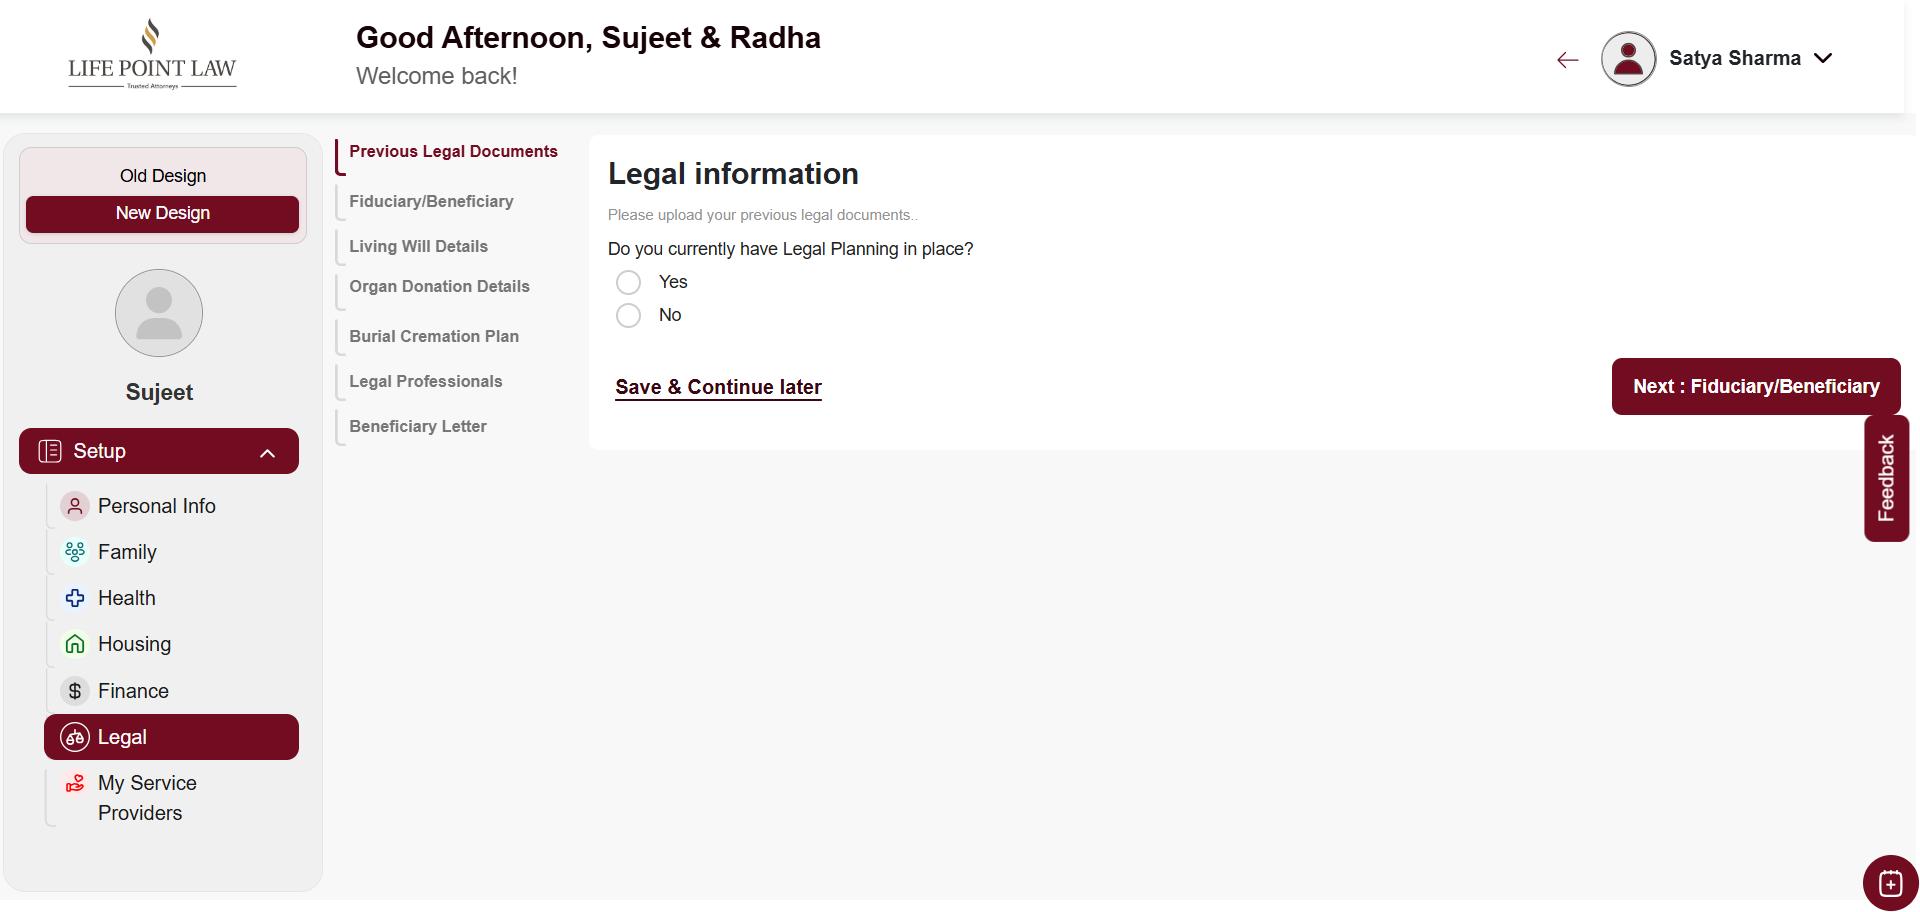 LIFE POINT LAW
Trusted Attorneys
Good Afternoon, Sujeet & Radha
Welcome back!
Satya Sharma
Old Design
New Design
Sujeet
Setup
Personal Info
Family
Health
Housing
Finance
Legal
My Service
Providers
Previous Legal Documents
Fiduciary/Beneficiary
Living Will Details
Organ Donation Details
Burial Cremation Plan
Legal Professionals
Beneficiary Letter
Legal information
Please upload your previous legal documents..
Do you currently have Legal Planning in place?
Yes
No
Save & Continue later
Next : Fiduciary/Beneficiary
Feedback